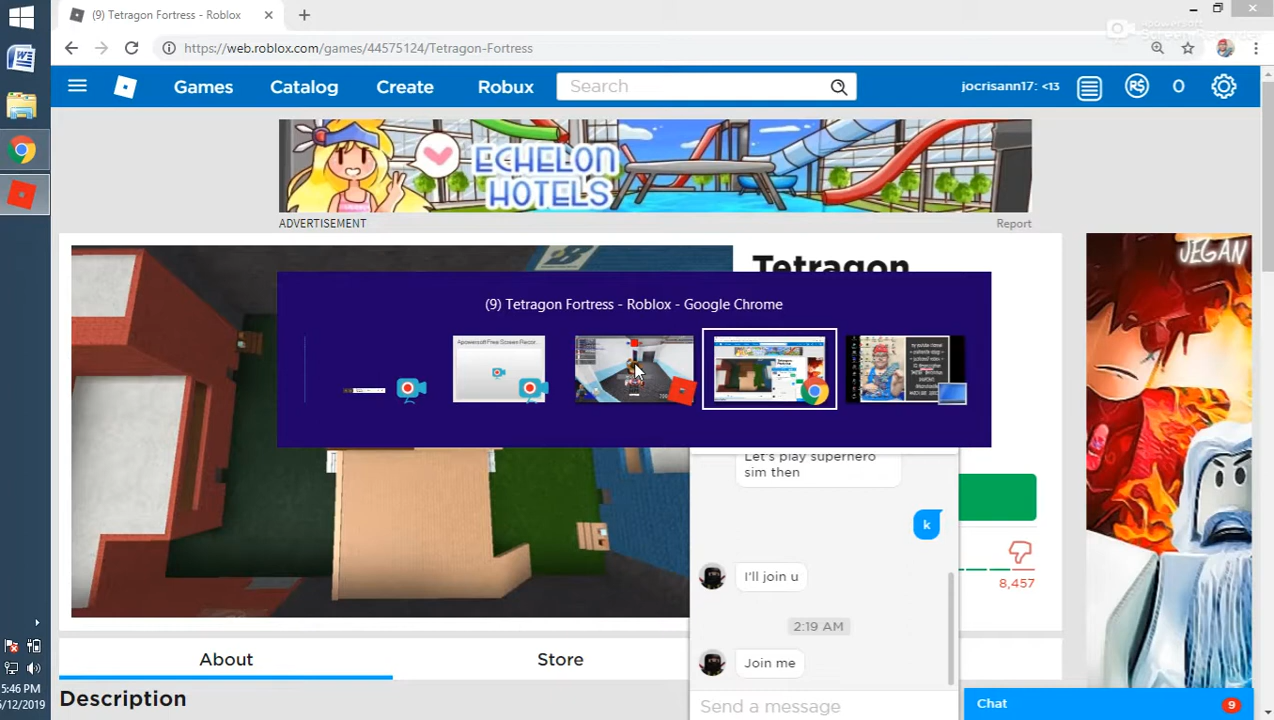 (9) Tetragon Fortress - Roblox
https://web.roblox.com/games/44575124/Tetragon-Fortress
Games
Catalog
Create
Robux
Search
jocrisann17: <13
0
ECHELON
HOTELS
ADVERTISEMENT
Report
JEGAN
Tetragon
(9) Tetragon Fortress - Roblox - Google Chrome
Let's play superhero
sim then
k
I'll join u
8,457
2:19 AM
Join me
About
Store
Description
Send a message
Chat
9
5:46 PM
/12/2019